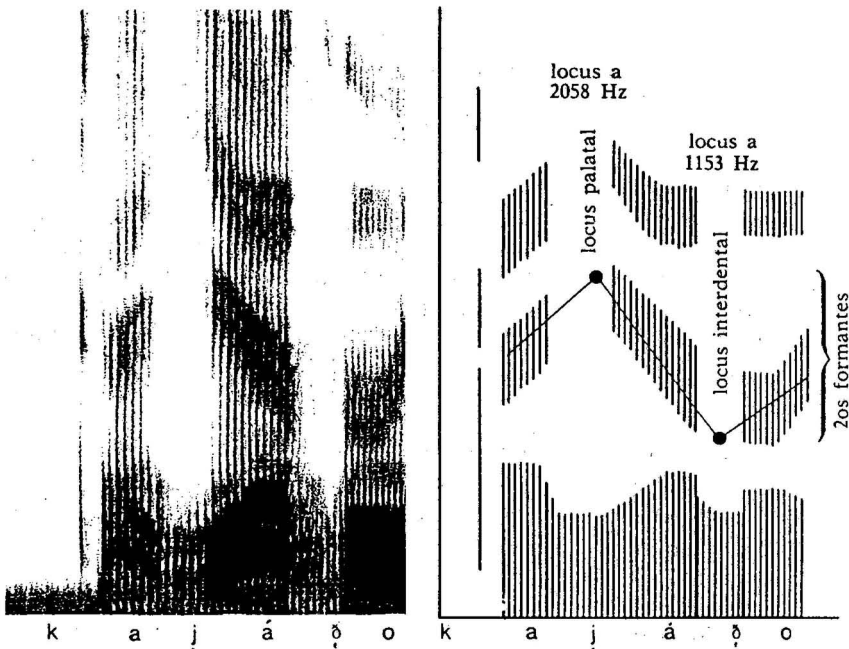 locus a
2058 Hz
locus a
1153 Hz
locus palatal
locus interdental
2os formantes
k a j á ð̞ o
k a j á ð̞ o